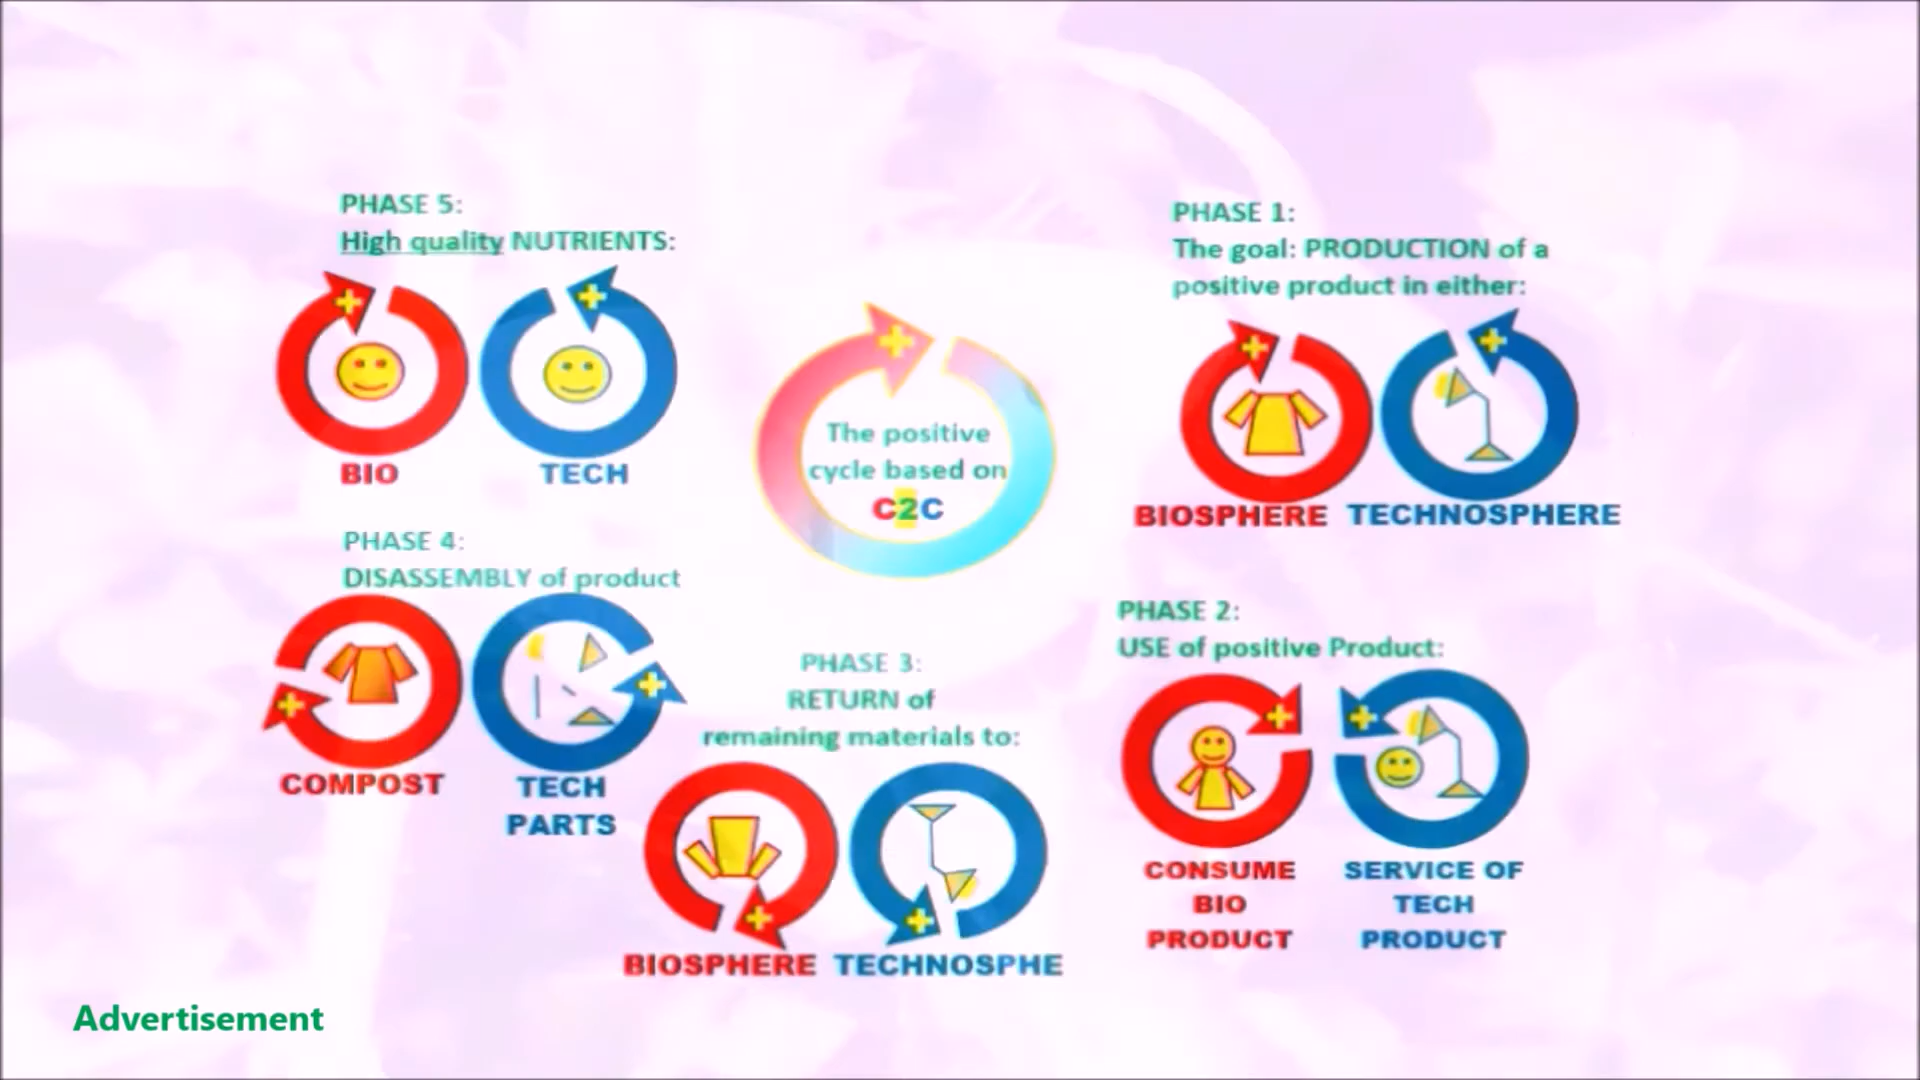 PHASE 5:
High quality NUTRIENTS:
BIO
TECH
PHASE 1:
The goal: PRODUCTION of a
positive product in either:
BIOSPHERE
TECHNOSPHERE
The positive
cycle based on
C2C
PHASE 4:
DISASSEMBLY of product
COMPOST
TECH
PARTS
PHASE 2:
USE of positive Product:
CONSUME
BIO
PRODUCT
SERVICE OF
TECH
PRODUCT
PHASE 3:
RETURN of
remaining materials to:
BIOSPHERE
TECHNOSPHE
Advertisement